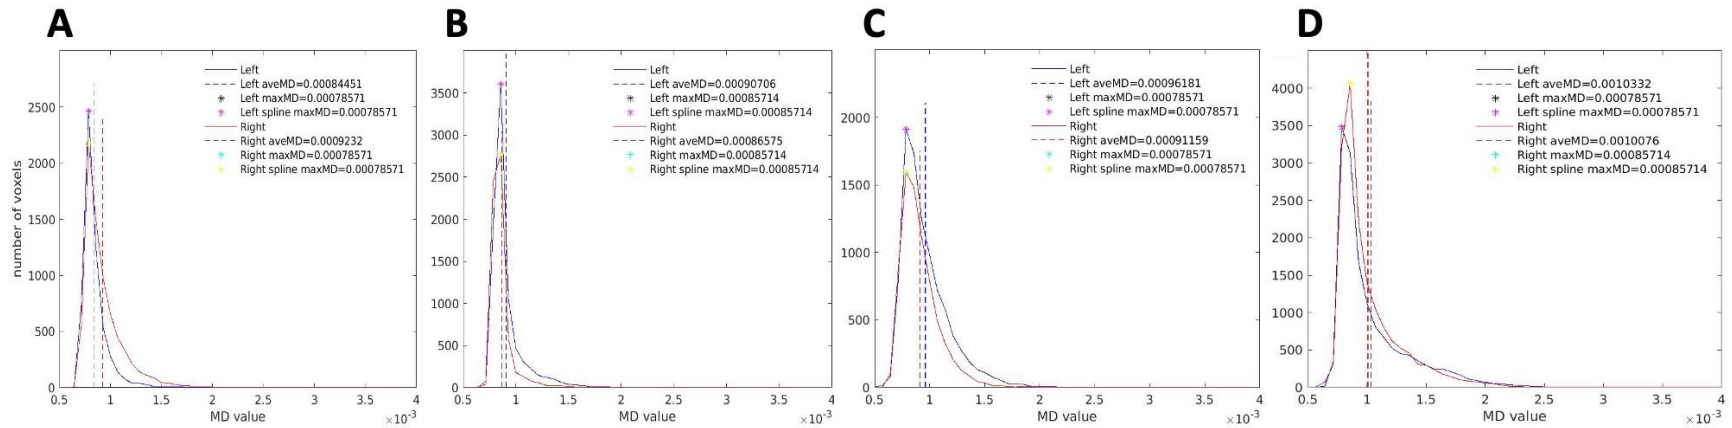 A
B
C
D
number of voxels
2500
2000
1500
1000
500
0
Left
Left aveMD=0.00084451
Left maxMD=0.00078571
Left spline maxMD=0.00078571
Right
Right aveMD=0.0009232
Right maxMD=0.00078571
Right spline maxMD=0.00078571
0.5 1 1.5 2 2.5 3 3.5 4
MD value
×10⁻³
3500
3000
2500
2000
1500
1000
500
0
Left
Left aveMD=0.00090706
Left maxMD=0.00085714
Left spline maxMD=0.00085714
Right
Right aveMD=0.00086575
Right maxMD=0.00085714
Right spline maxMD=0.00085714
0.5 1 1.5 2 2.5 3 3.5 4
MD value
×10⁻³
2000
1500
1000
500
0
Left
Left aveMD=0.00096181
Left maxMD=0.00078571
Left spline maxMD=0.00078571
Right
Right aveMD=0.00091159
Right maxMD=0.00078571
Right spline maxMD=0.00078571
0.5 1 1.5 2 2.5 3 3.5 4
MD value
×10⁻³
4000
3500
3000
2500
2000
1500
1000
500
0
Left
Left aveMD=0.0010332
Left maxMD=0.00078571
Left spline maxMD=0.00078571
Right
Right aveMD=0.0010076
Right maxMD=0.00085714
Right spline maxMD=0.00085714
0.5 1 1.5 2 2.5 3 3.5 4
MD value
×10⁻³